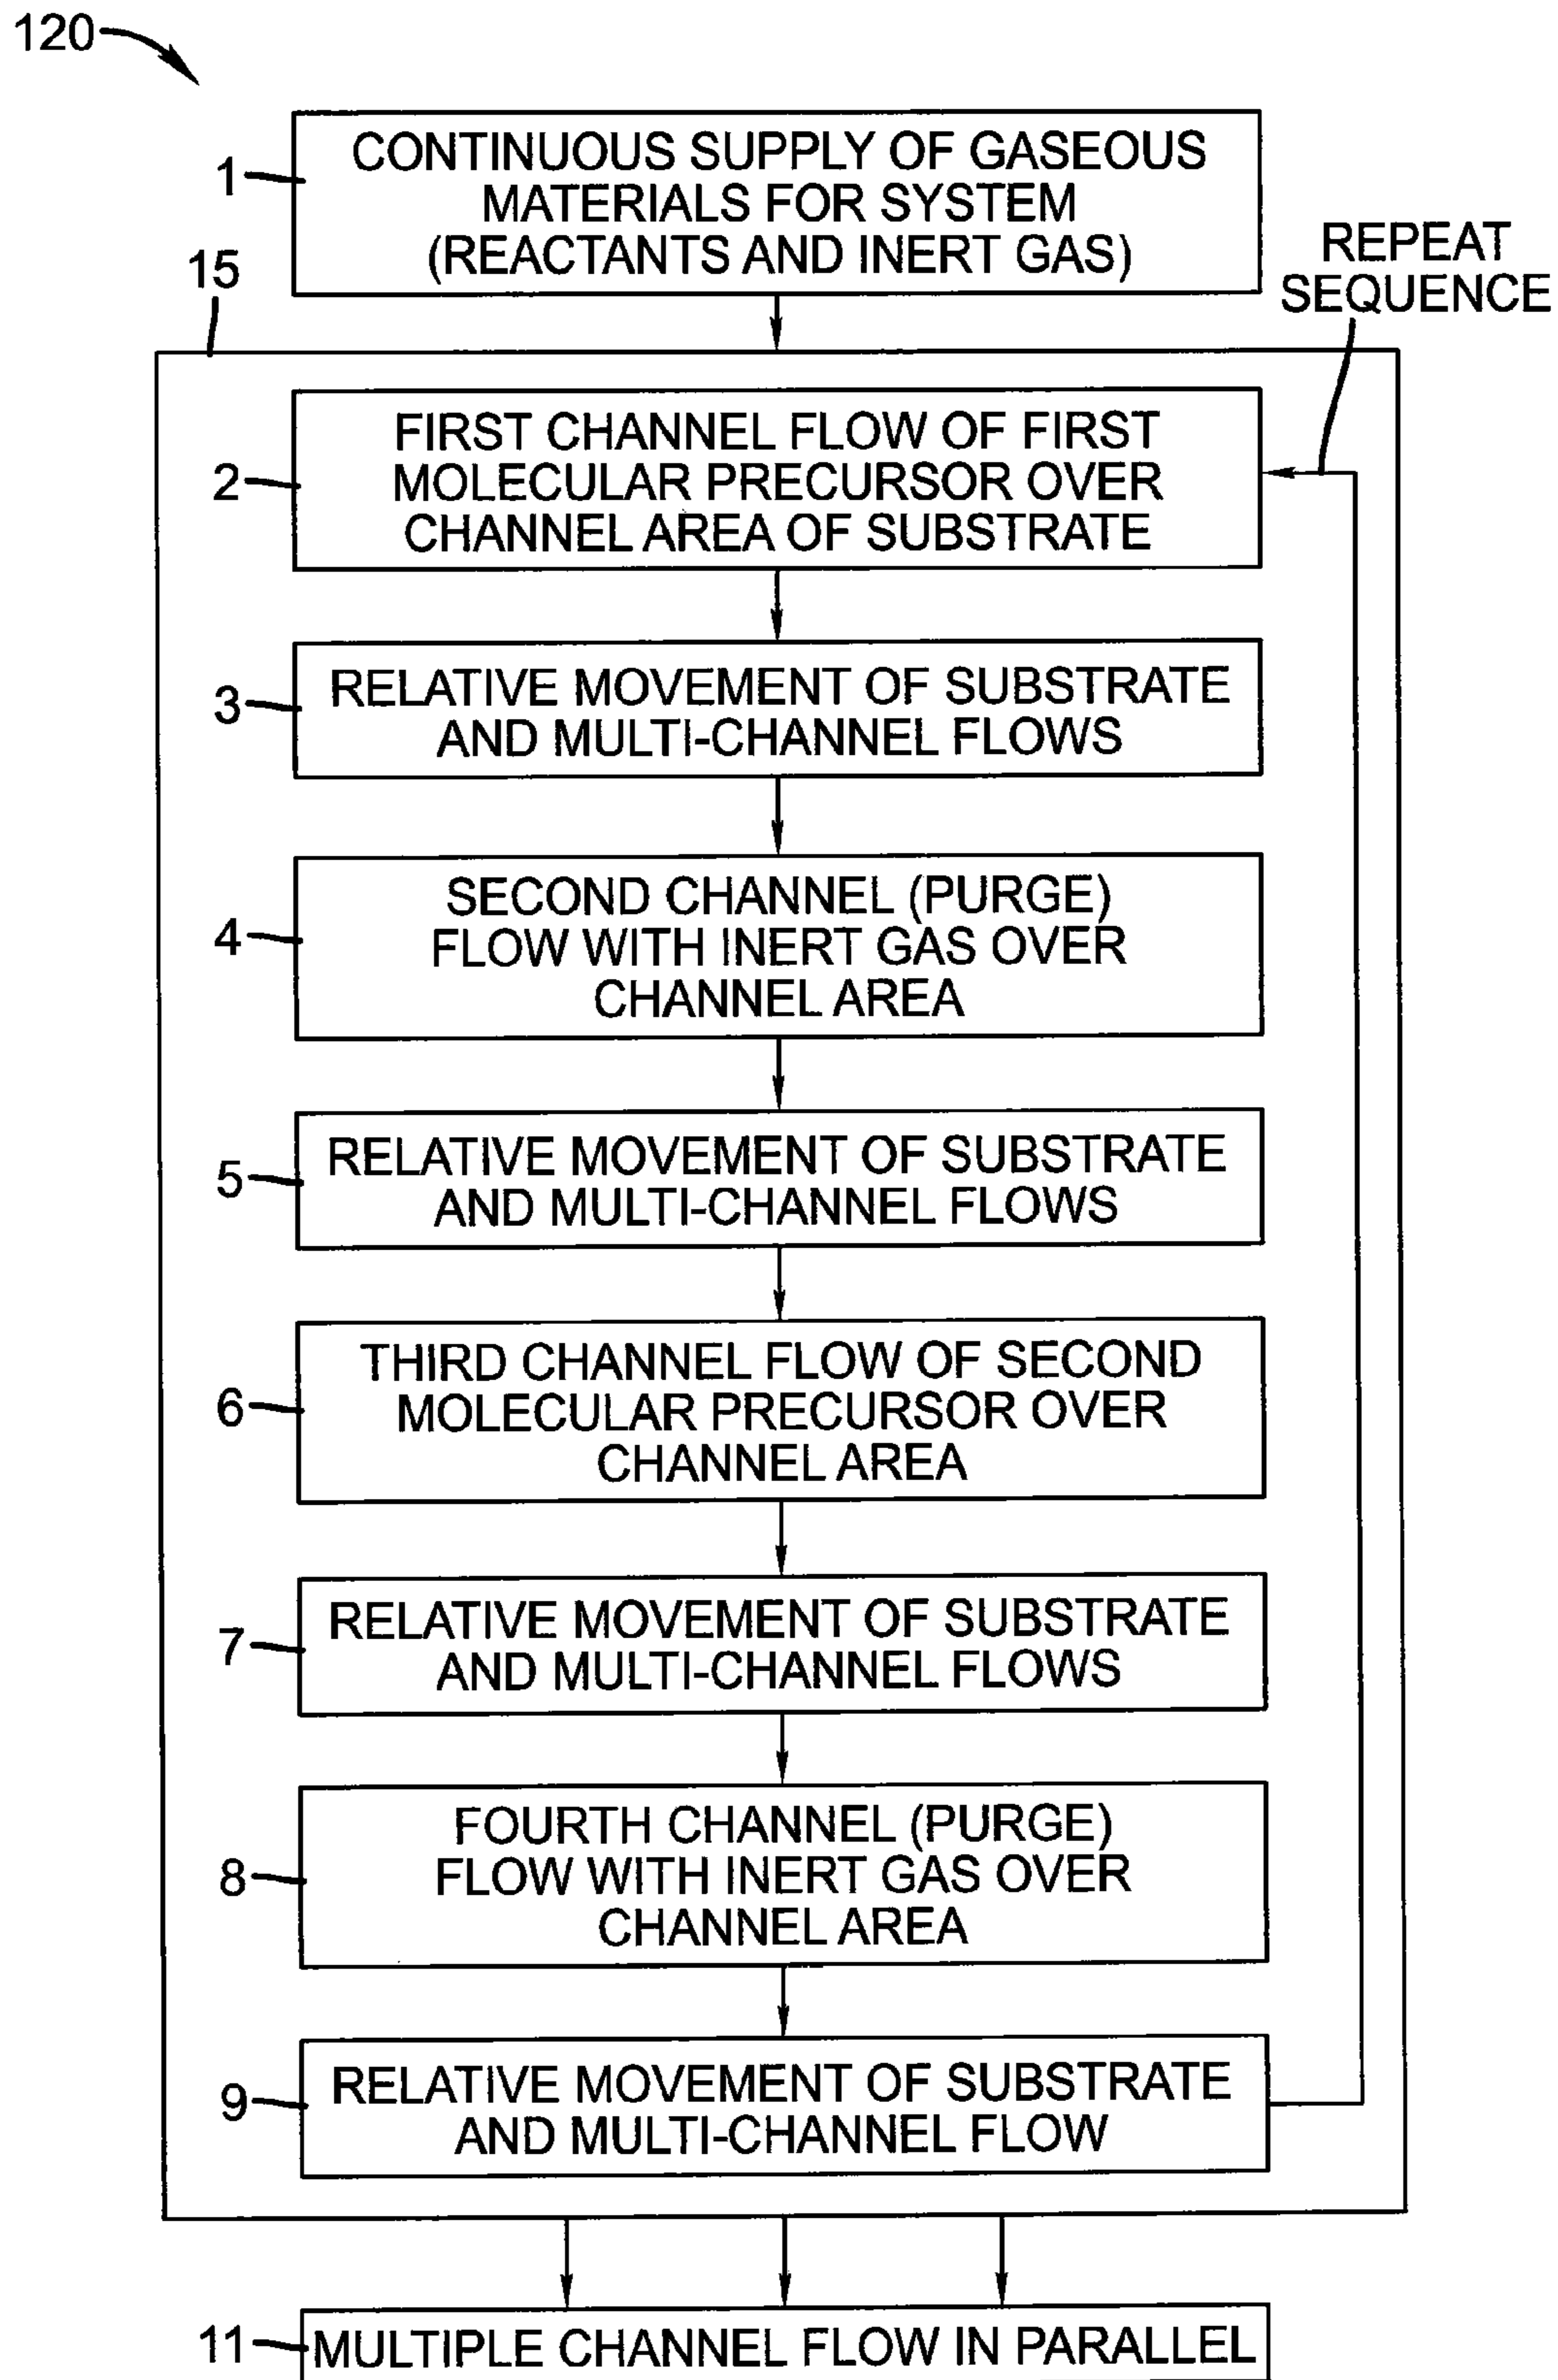 120
1
CONTINUOUS SUPPLY OF GASEOUS
MATERIALS FOR SYSTEM
(REACTANTS AND INERT GAS)
REPEAT
SEQUENCE
15
2
FIRST CHANNEL FLOW OF FIRST
MOLECULAR PRECURSOR OVER
CHANNEL AREA OF SUBSTRATE
3
RELATIVE MOVEMENT OF SUBSTRATE
AND MULTI-CHANNEL FLOWS
4
SECOND CHANNEL (PURGE)
FLOW WITH INERT GAS OVER
CHANNEL AREA
5
RELATIVE MOVEMENT OF SUBSTRATE
AND MULTI-CHANNEL FLOWS
6
THIRD CHANNEL FLOW OF SECOND
MOLECULAR PRECURSOR OVER
CHANNEL AREA
7
RELATIVE MOVEMENT OF SUBSTRATE
AND MULTI-CHANNEL FLOWS
8
FOURTH CHANNEL (PURGE)
FLOW WITH INERT GAS OVER
CHANNEL AREA
9
RELATIVE MOVEMENT OF SUBSTRATE
AND MULTI-CHANNEL FLOW
11
MULTIPLE CHANNEL FLOW IN PARALLEL